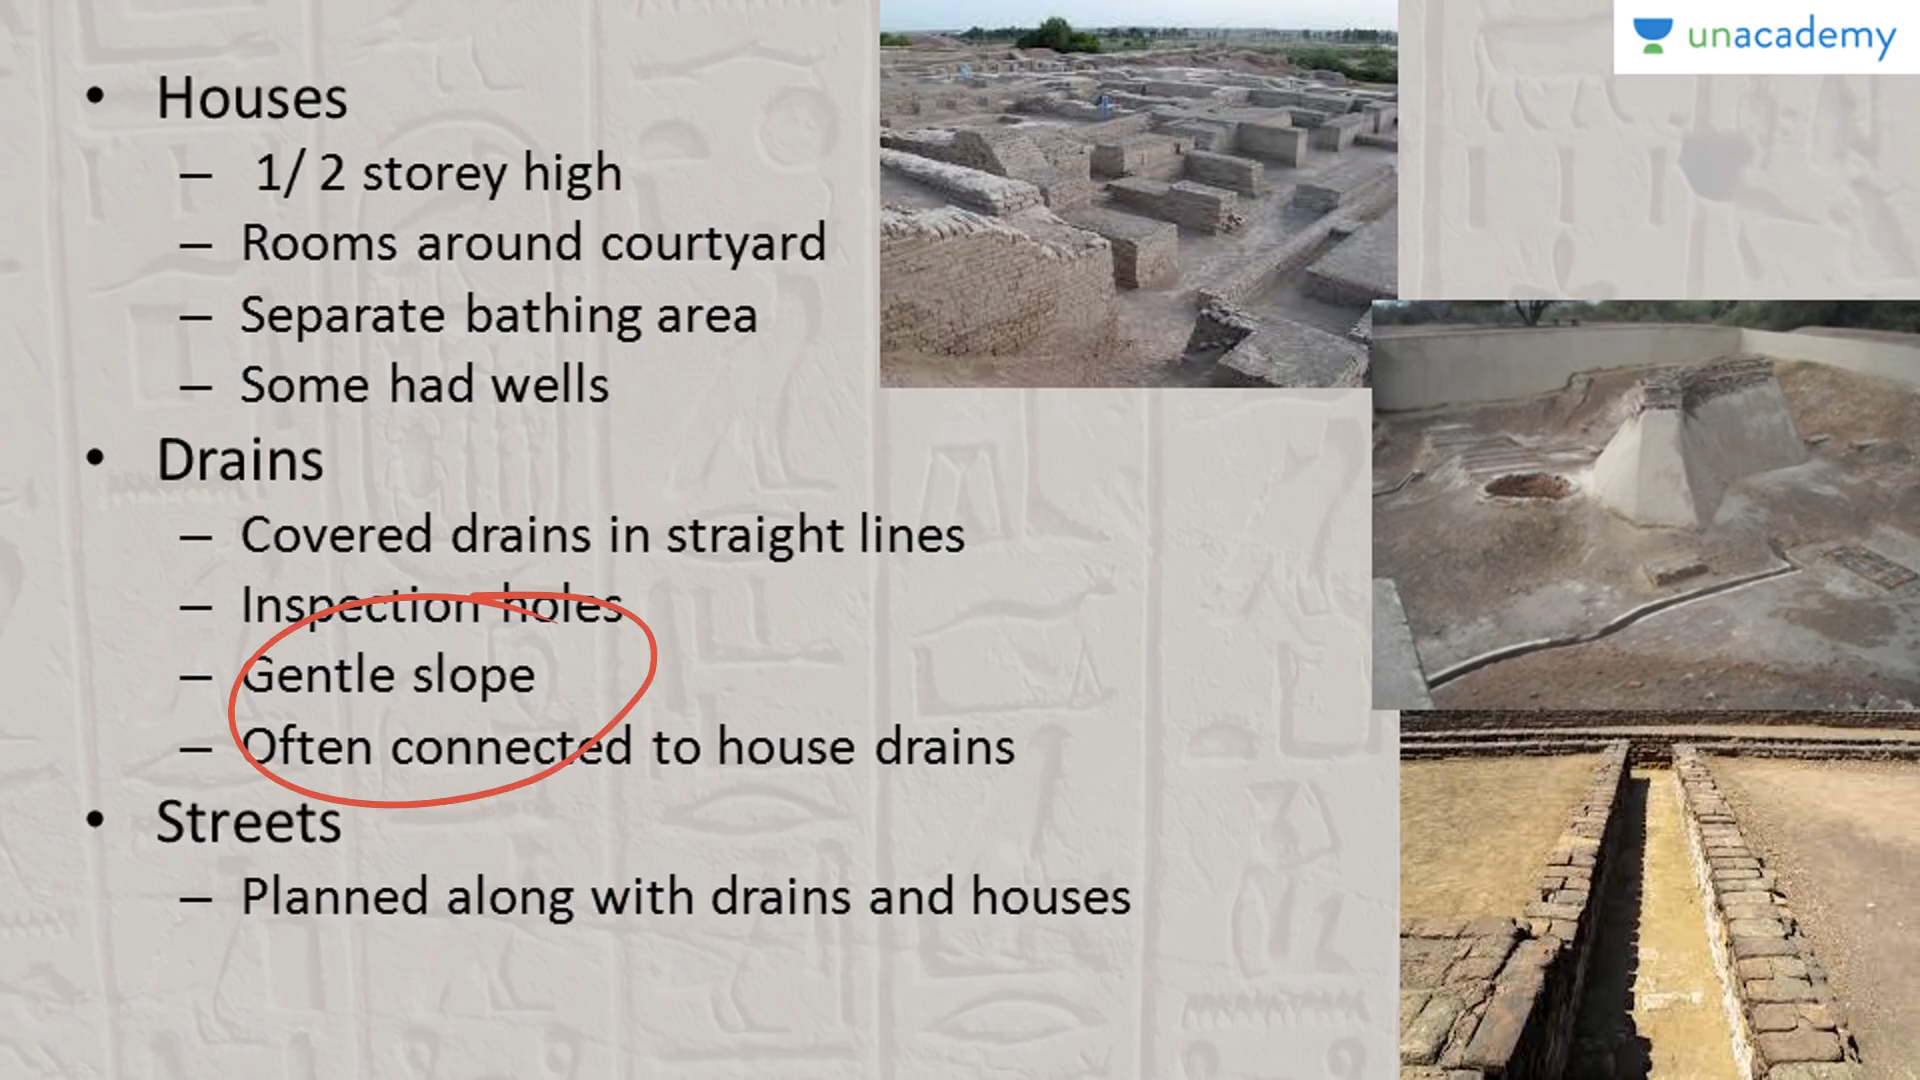 unacademy
• Houses
– 1/ 2 storey high
– Rooms around courtyard
– Separate bathing area
– Some had wells
• Drains
– Covered drains in straight lines
– Inspection holes
– Gentle slope
– Often connected to house drains
• Streets
– Planned along with drains and houses